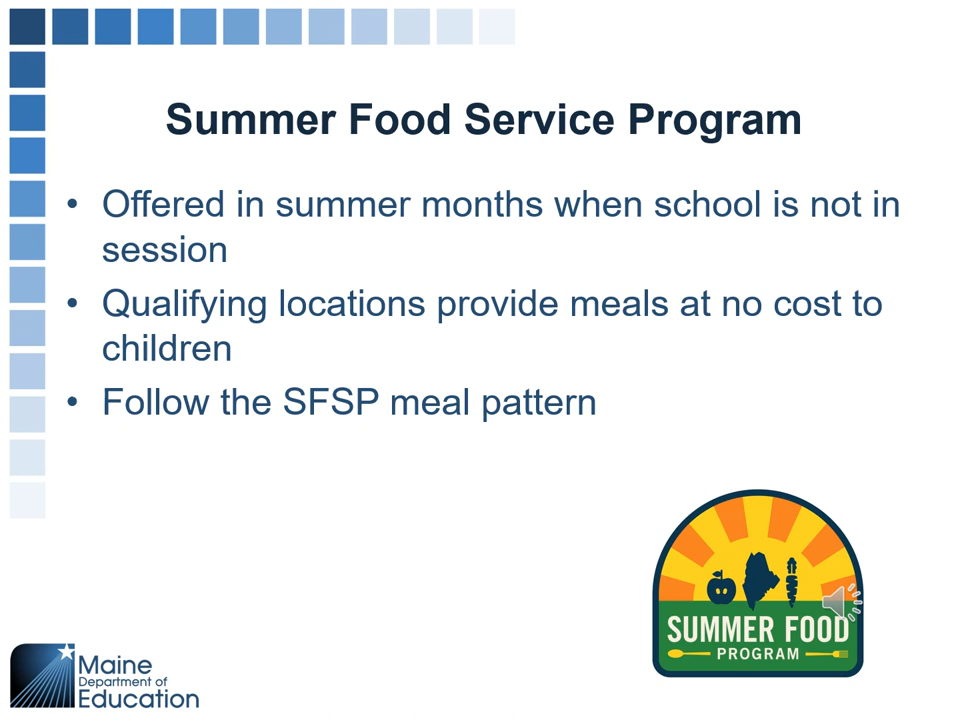 Summer Food Service Program
• Offered in summer months when school is not in
session
• Qualifying locations provide meals at no cost to
children
• Follow the SFSP meal pattern
SUMMER FOOD
PROGRAM
Maine
Department of
Education